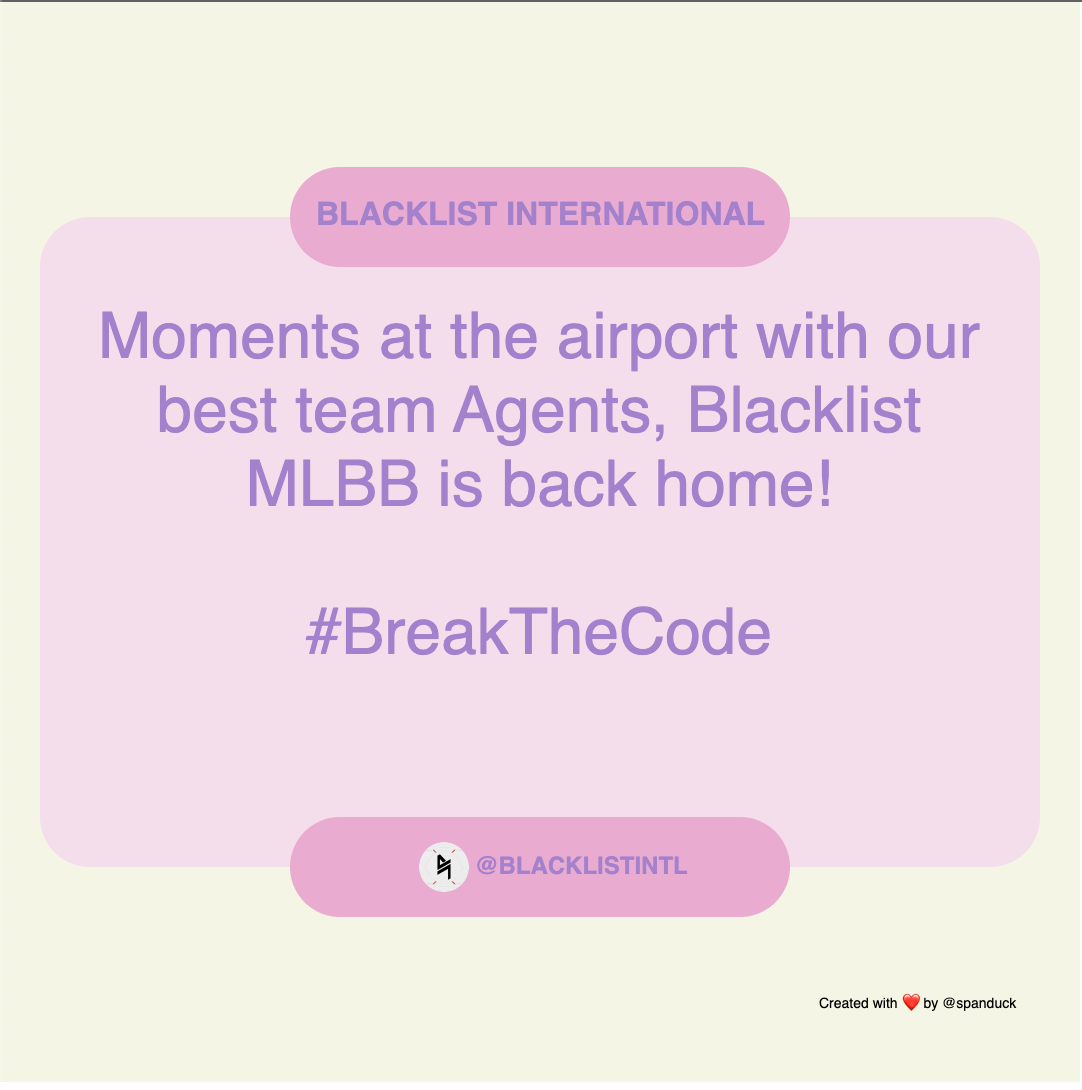 BLACKLIST INTERNATIONAL
Moments at the airport with our
best team Agents, Blacklist
MLBB is back home!
#BreakTheCode
@BLACKLISTINTL
Created with ❤️ by @spanduck